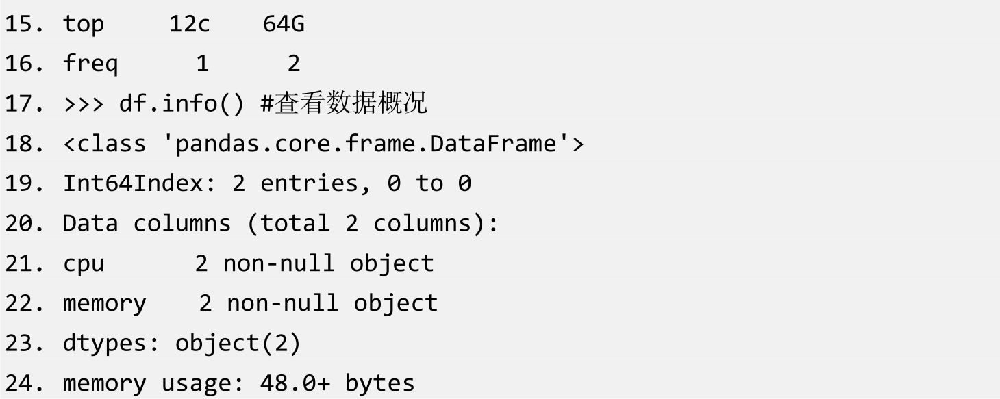 15. top     12c    64G
16. freq      1      2
17. >>> df.info() #查看数据概况
18. <class 'pandas.core.frame.DataFrame'>
19. Int64Index: 2 entries, 0 to 0
20. Data columns (total 2 columns):
21. cpu       2 non-null object
22. memory    2 non-null object
23. dtypes: object(2)
24. memory usage: 48.0+ bytes